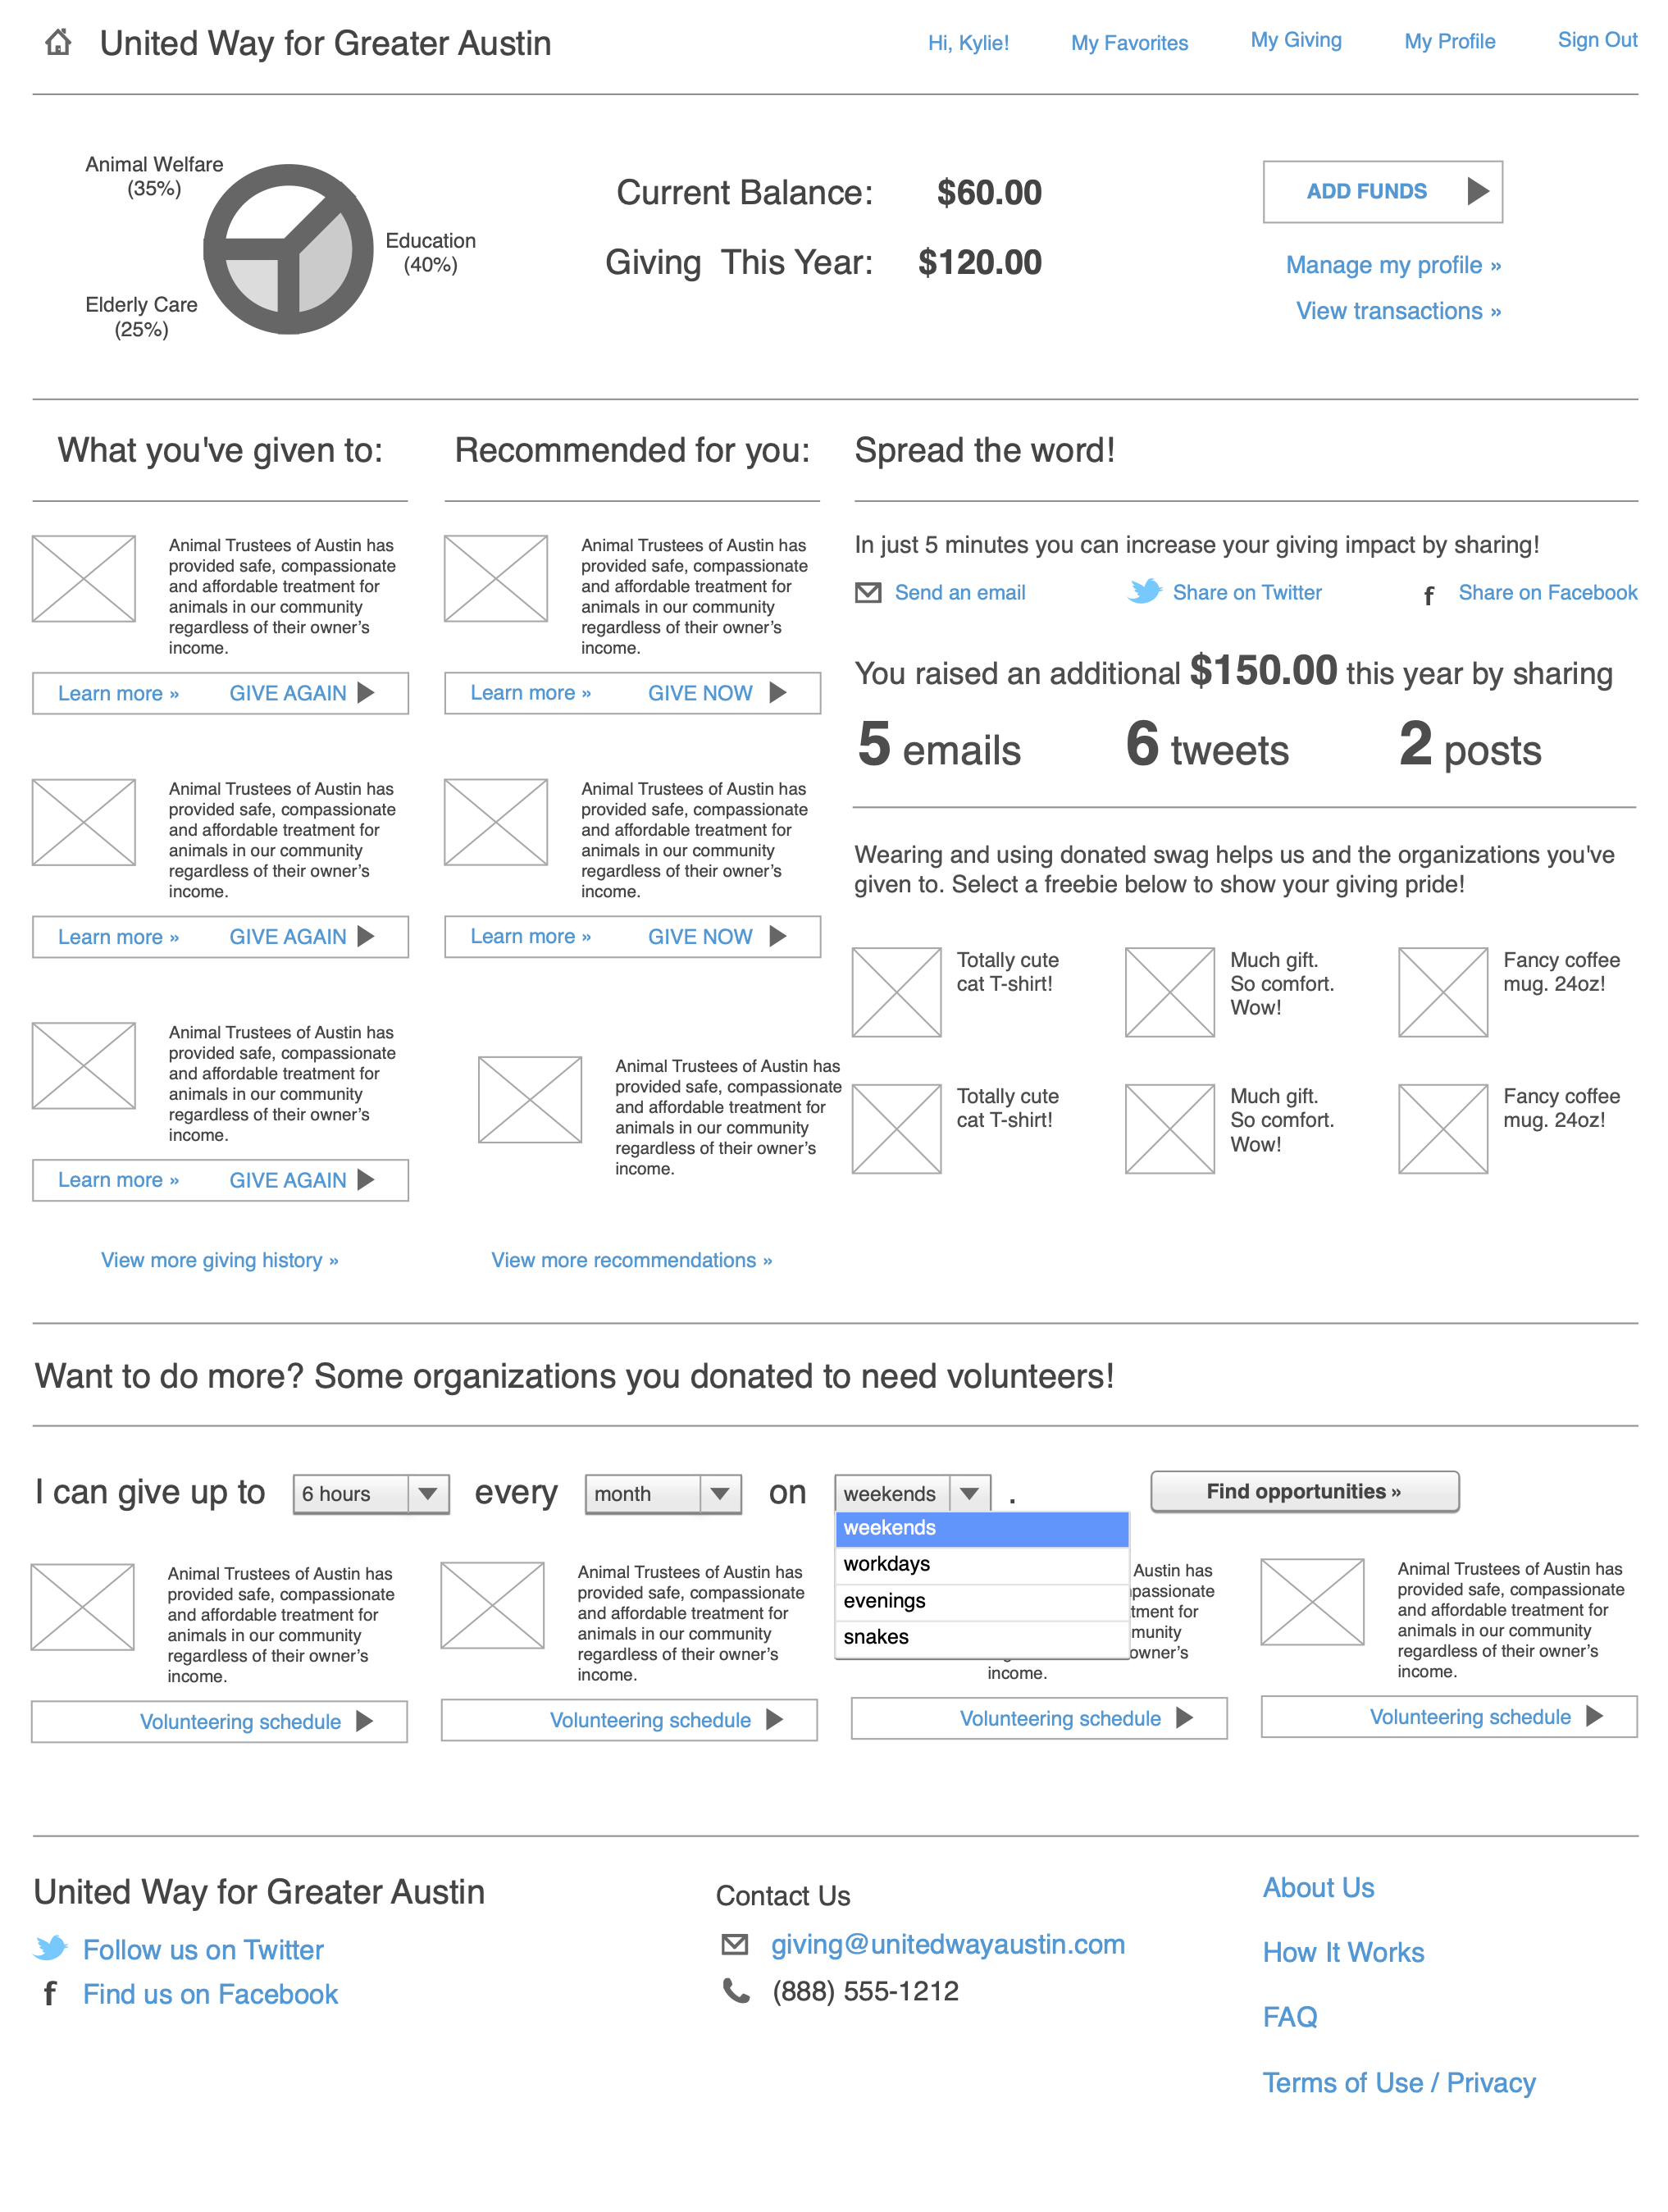 United Way for Greater Austin
Hi, Kylie!
My Favorites
My Giving
My Profile
Sign Out
Animal Welfare
(35%)
Education
(40%)
Elderly Care
(25%)
Current Balance: $60.00
Giving This Year: $120.00
ADD FUNDS
Manage my profile »
View transactions »
What you've given to:
Animal Trustees of Austin has
provided safe, compassionate
and affordable treatment for
animals in our community
regardless of their owner’s
income.
Learn more » GIVE AGAIN
Animal Trustees of Austin has
provided safe, compassionate
and affordable treatment for
animals in our community
regardless of their owner’s
income.
Learn more » GIVE AGAIN
Animal Trustees of Austin has
provided safe, compassionate
and affordable treatment for
animals in our community
regardless of their owner’s
income.
Learn more » GIVE AGAIN
View more giving history »
Recommended for you:
Animal Trustees of Austin has
provided safe, compassionate
and affordable treatment for
animals in our community
regardless of their owner’s
income.
Learn more » GIVE NOW
Animal Trustees of Austin has
provided safe, compassionate
and affordable treatment for
animals in our community
regardless of their owner’s
income.
Learn more » GIVE NOW
Animal Trustees of Austin has
provided safe, compassionate
and affordable treatment for
animals in our community
regardless of their owner’s
income.
View more recommendations »
Spread the word!
In just 5 minutes you can increase your giving impact by sharing!
Send an email
Share on Twitter
f Share on Facebook
You raised an additional $150.00 this year by sharing
5 emails 6 tweets 2 posts
Wearing and using donated swag helps us and the organizations you've
given to. Select a freebie below to show your giving pride!
Totally cute
cat T-shirt!
Much gift.
So comfort.
Wow!
Fancy coffee
mug. 24oz!
Totally cute
cat T-shirt!
Much gift.
So comfort.
Wow!
Fancy coffee
mug. 24oz!
Want to do more? Some organizations you donated to need volunteers!
I can give up to 6 hours every month on weekends . Find opportunities »
weekends
workdays
evenings
snakes
Animal Trustees of Austin has
provided safe, compassionate
and affordable treatment for
animals in our community
regardless of their owner’s
income.
Volunteering schedule
Animal Trustees of Austin has
provided safe, compassionate
and affordable treatment for
animals in our community
regardless of their owner’s
income.
Volunteering schedule
Austin has
passionate
tment for
munity
owner’s
income.
Volunteering schedule
Animal Trustees of Austin has
provided safe, compassionate
and affordable treatment for
animals in our community
regardless of their owner’s
income.
Volunteering schedule
United Way for Greater Austin
Follow us on Twitter
f Find us on Facebook
Contact Us
giving@unitedwayaustin.com
(888) 555-1212
About Us
How It Works
FAQ
Terms of Use / Privacy